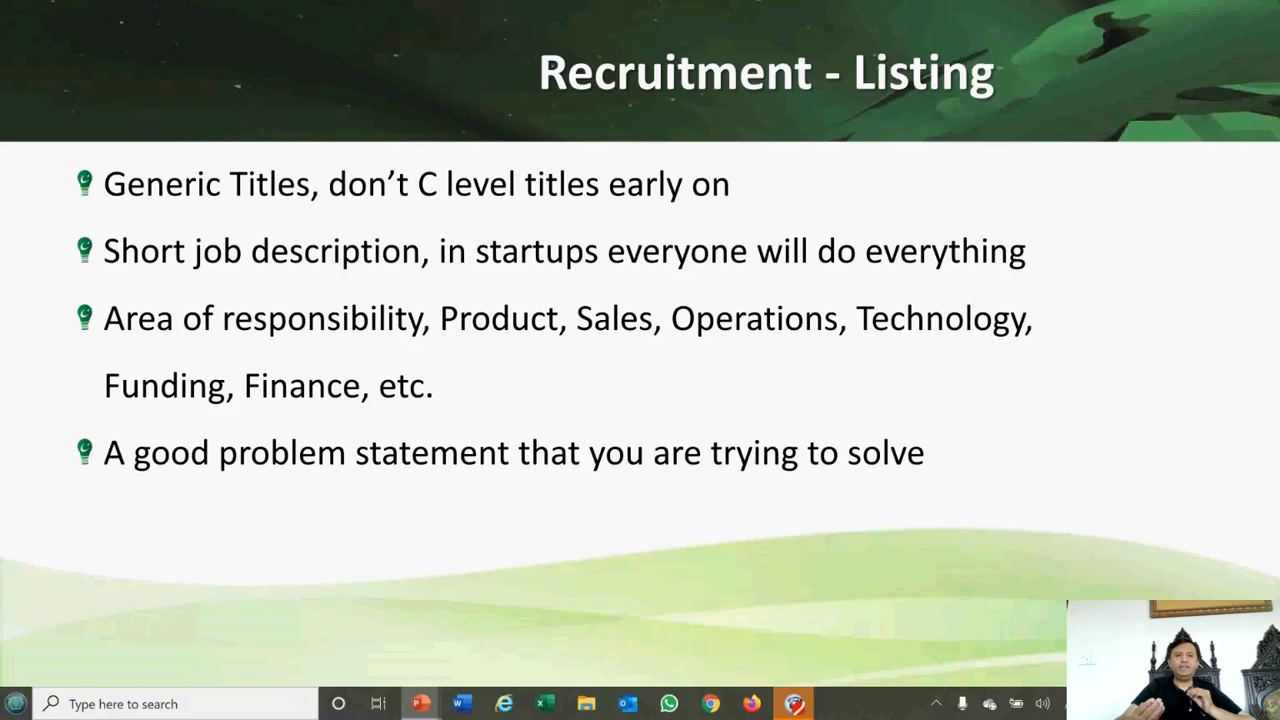 Recruitment - Listing
Generic Titles, don’t C level titles early on
Short job description, in startups everyone will do everything
Area of responsibility, Product, Sales, Operations, Technology,
Funding, Finance, etc.
A good problem statement that you are trying to solve
Type here to search